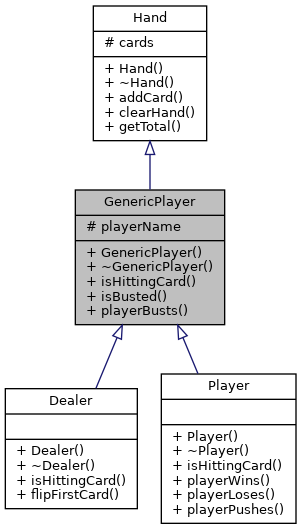 Hand
# cards
+ Hand()
+ ~Hand()
+ addCard()
+ clearHand()
+ getTotal()
GenericPlayer
# playerName
+ GenericPlayer()
+ ~GenericPlayer()
+ isHittingCard()
+ isBusted()
+ playerBusts()
Dealer
+ Dealer()
+ ~Dealer()
+ isHittingCard()
+ flipFirstCard()
Player
+ Player()
+ ~Player()
+ isHittingCard()
+ playerWins()
+ playerLoses()
+ playerPushes()